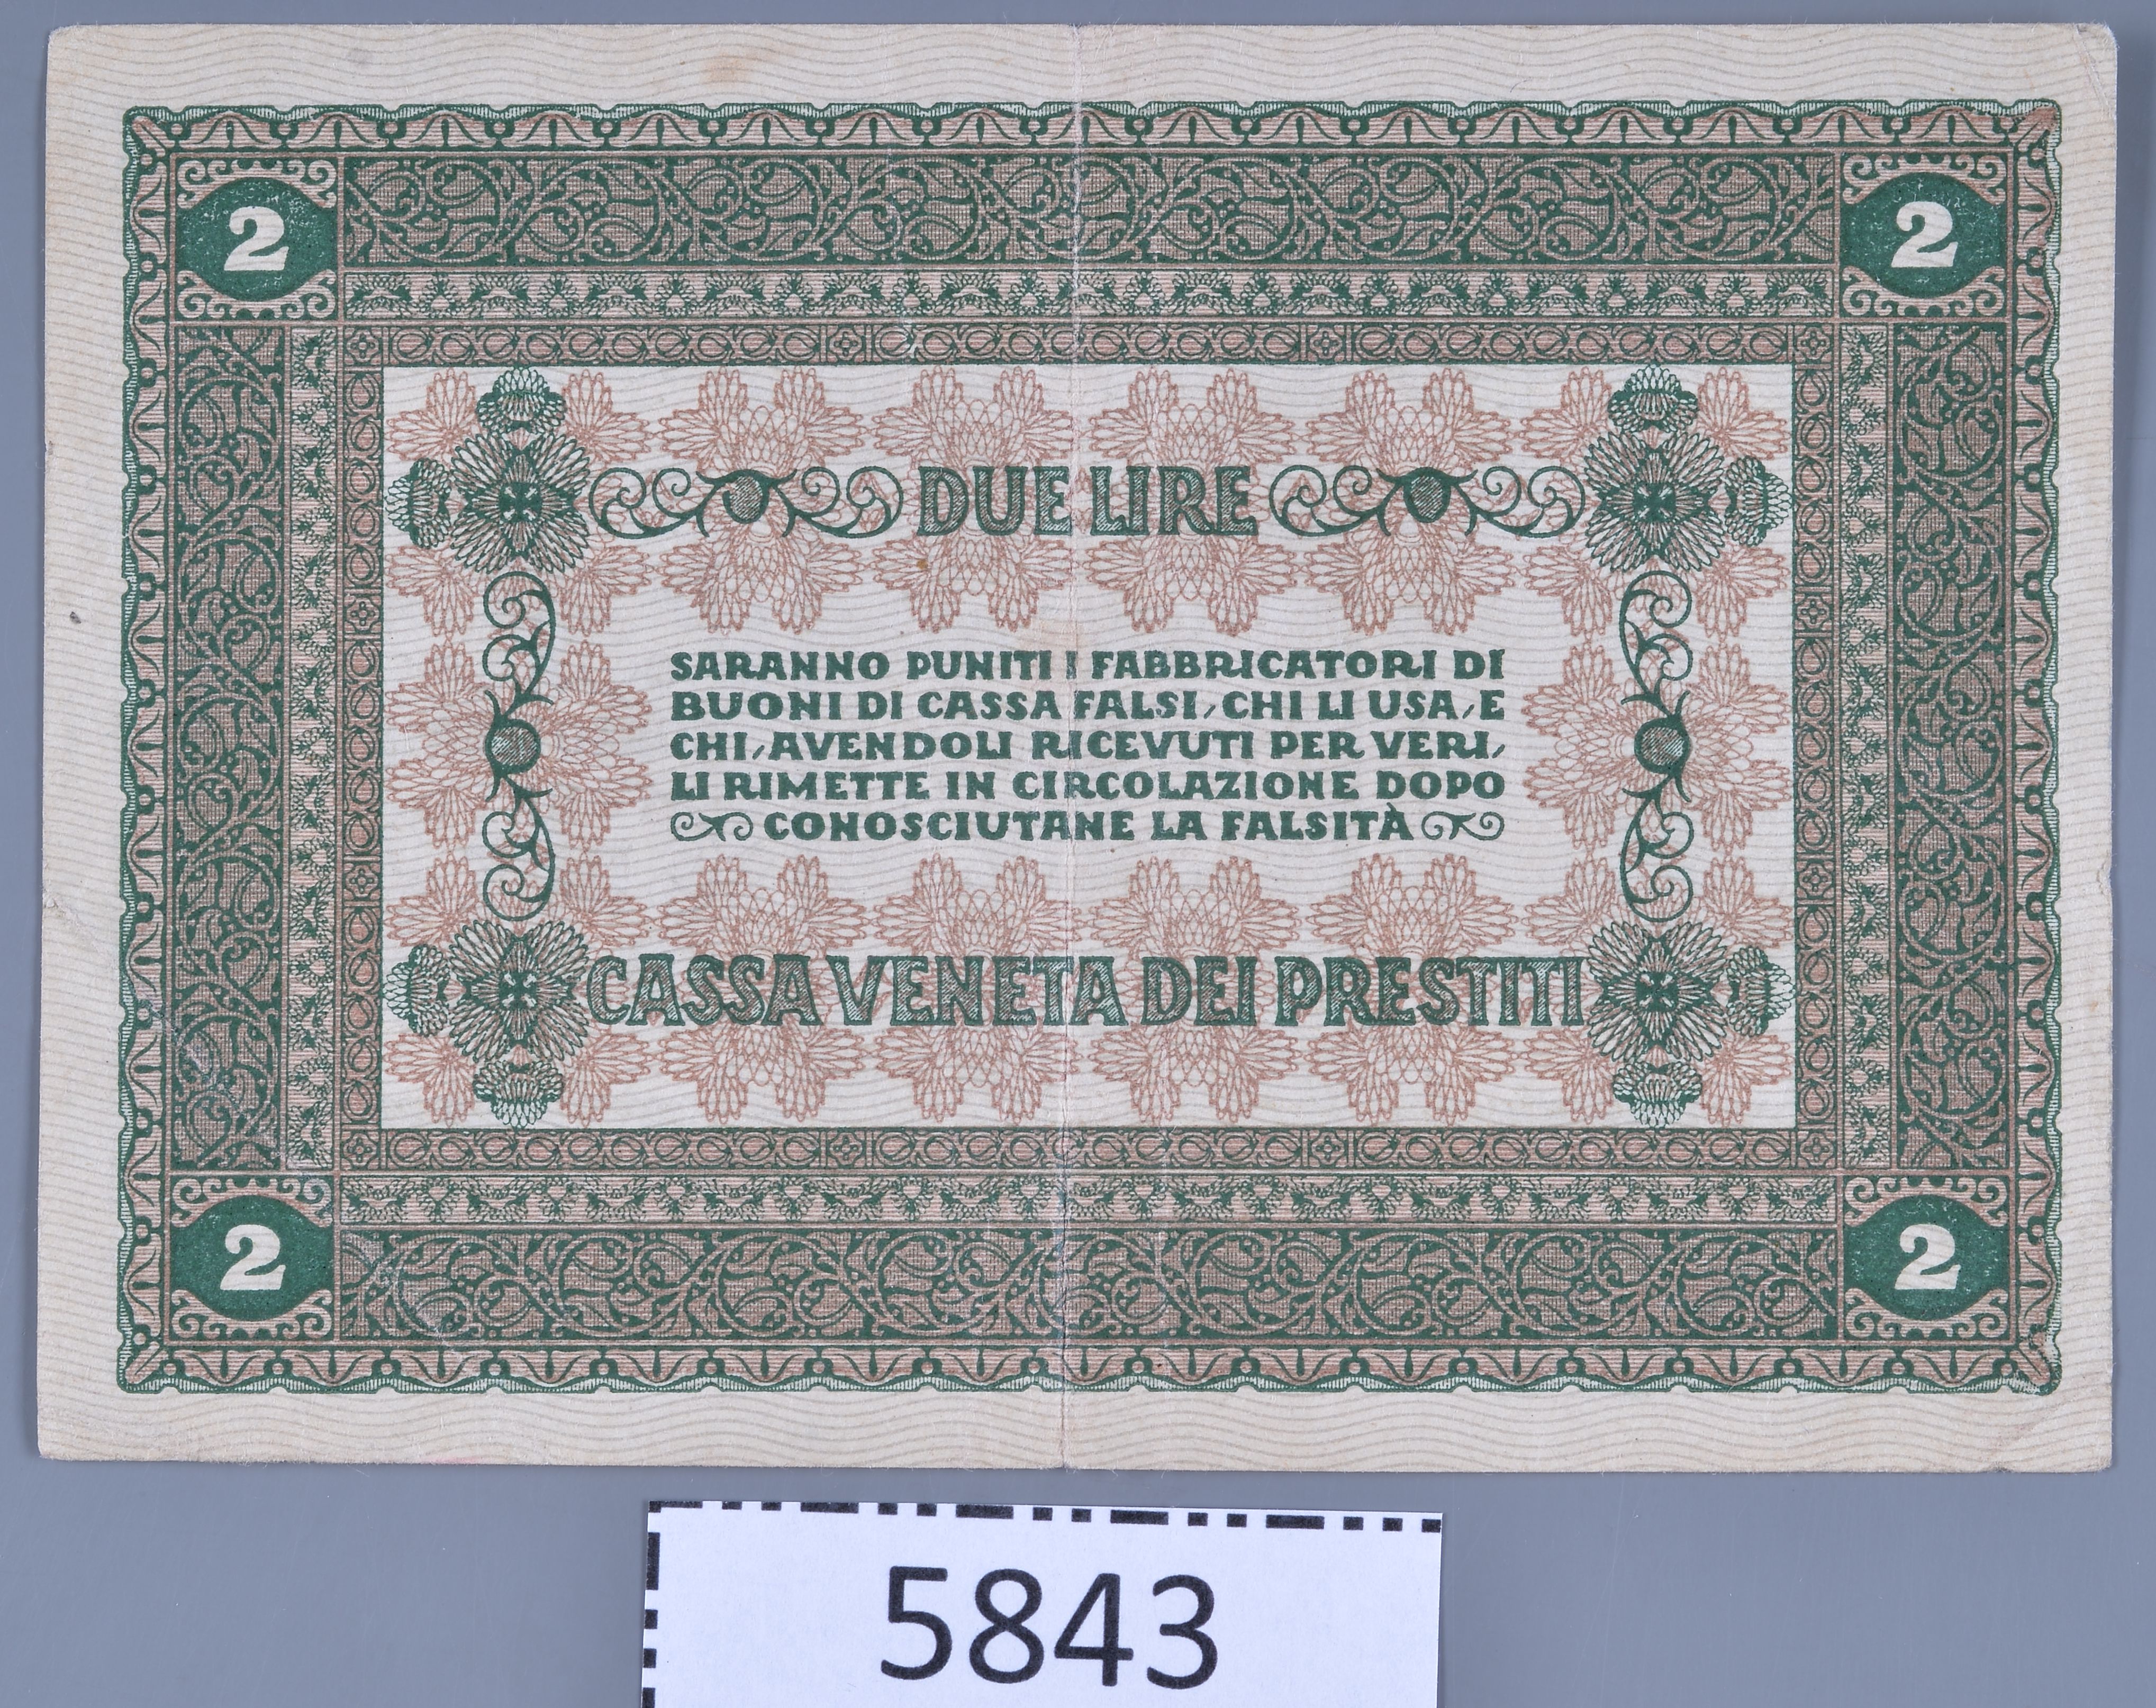 2 2
DUE LIRE
SARANNO PUNITI I FABBRICATORI DI
BUONI DI CASSA FALSI, CHI LI USA, E
CHI, AVENDOLI RICEVUTI PER VERI,
LI RIMETTE IN CIRCOLAZIONE DOPO
CONOSCIUTANE LA FALSITÀ
CASSA VENETA DEI PRESTITI
2 2
5843